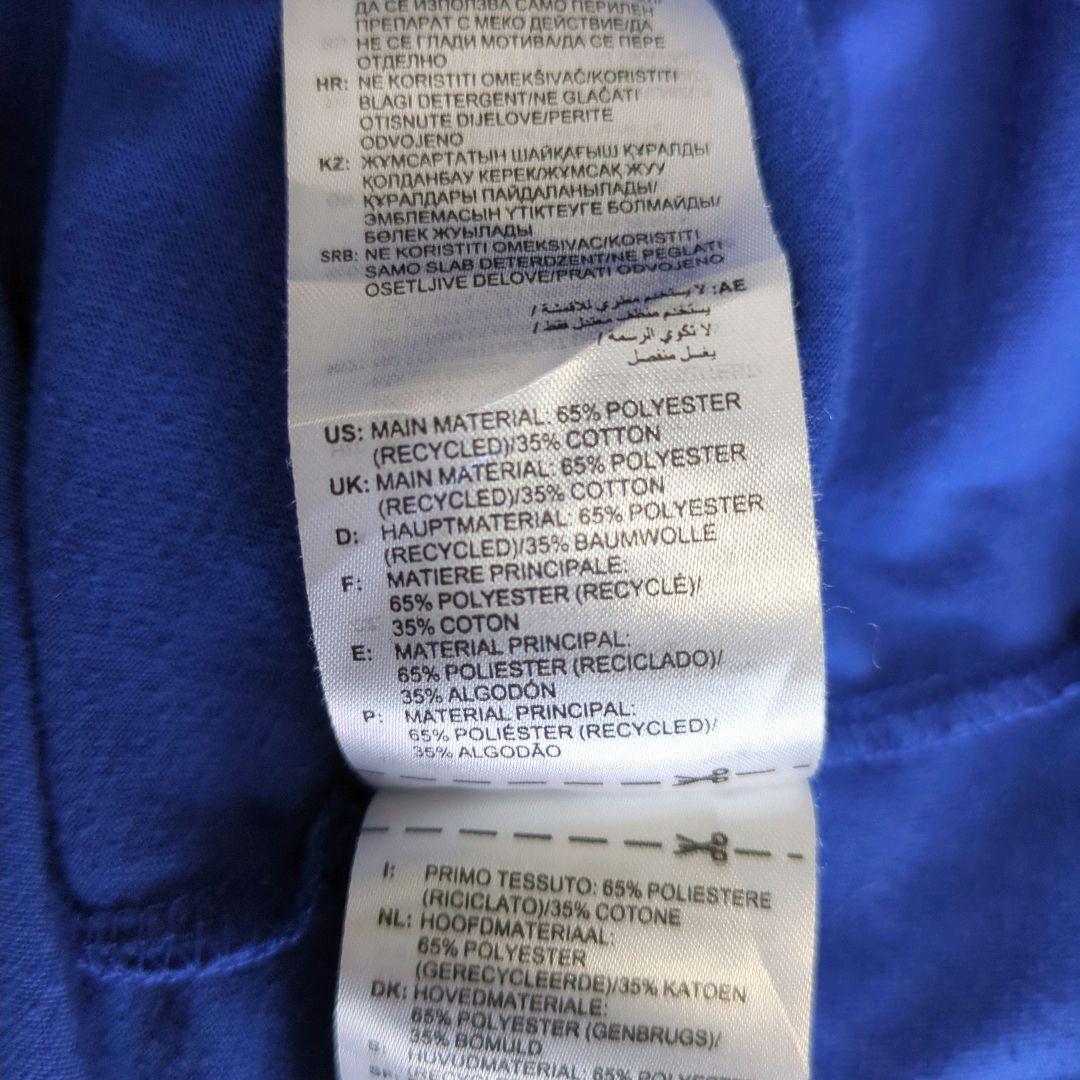 ДА СЕ ИЗПОЛЗВА САМО ПЕРИЛЕН
ПРЕПАРАТ С МЕКО ДЕЙСТВИЕ/ДА
НЕ СЕ ГЛАДИ МОТИВА/ДА СЕ ПЕРЕ
ОТДЕЛНО
HR: NE KORISTITI OMEKŠIVAČ/KORISTITI
BLAGI DETERGENT/NE GLAČATI
OTISNUTE DIJELOVE/PERITE
ODVOJENO
KZ: ЖҰМСАРТАТЫН ШАЙҚАҒЫШ ҚҰРАЛДЫ
ҚОЛДАНБАУ КЕРЕК/ЖҰМСАҚ ЖУУ
ҚҰРАЛДАРЫ ПАЙДАЛАНЫЛАДЫ/
ЭМБЛЕМАСЫН ҮТІКТЕУГЕ БОЛМАЙДЫ/
БӨЛЕК ЖУЫЛАДЫ
SRB: NE KORISTITI OMEKSIVAC/KORISTITI
SAMO SLAB DETERDZENT/NE PEGLATI
OSETLJIVE DELOVE/PRATI ODVOJENO
AE: لا يستخدم مطري للاقمشة /
يستخدم منظف معتدل فقط /
لا تكوي الرسمة /
يغسل منفصل
US: MAIN MATERIAL: 65% POLYESTER
(RECYCLED)/35% COTTON
UK: MAIN MATERIAL: 65% POLYESTER
(RECYCLED)/35% COTTON
D: HAUPTMATERIAL: 65% POLYESTER
(RECYCLED)/35% BAUMWOLLE
F: MATIERE PRINCIPALE:
65% POLYESTER (RECYCLÉ)/
35% COTON
E: MATERIAL PRINCIPAL:
65% POLIESTER (RECICLADO)/
35% ALGODÓN
P: MATERIAL PRINCIPAL:
65% POLIÉSTER (RECYCLED)/
35% ALGODÃO
I: PRIMO TESSUTO: 65% POLIESTERE
(RICICLATO)/35% COTONE
NL: HOOFDMATERIAAL:
65% POLYESTER
(GERECYCLEERDE)/35% KATOEN
DK: HOVEDMATERIALE:
65% POLYESTER (GENBRUGS)/
35% BOMULD
HUVUDMATERIAL: 65% POLYESTER